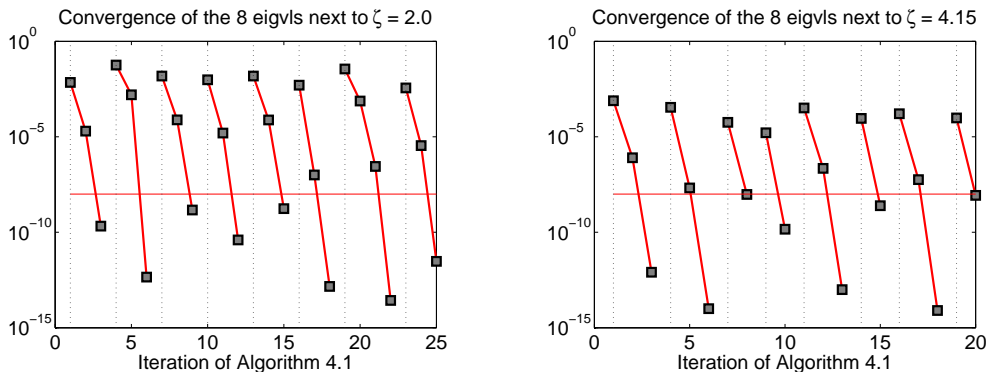 Convergence of the 8 eigvls next to ζ = 2.0
10^0
10^-5
10^-10
10^-15
0 5 10 15 20 25
Iteration of Algorithm 4.1
Convergence of the 8 eigvls next to ζ = 4.15
10^0
10^-5
10^-10
10^-15
0 5 10 15 20
Iteration of Algorithm 4.1